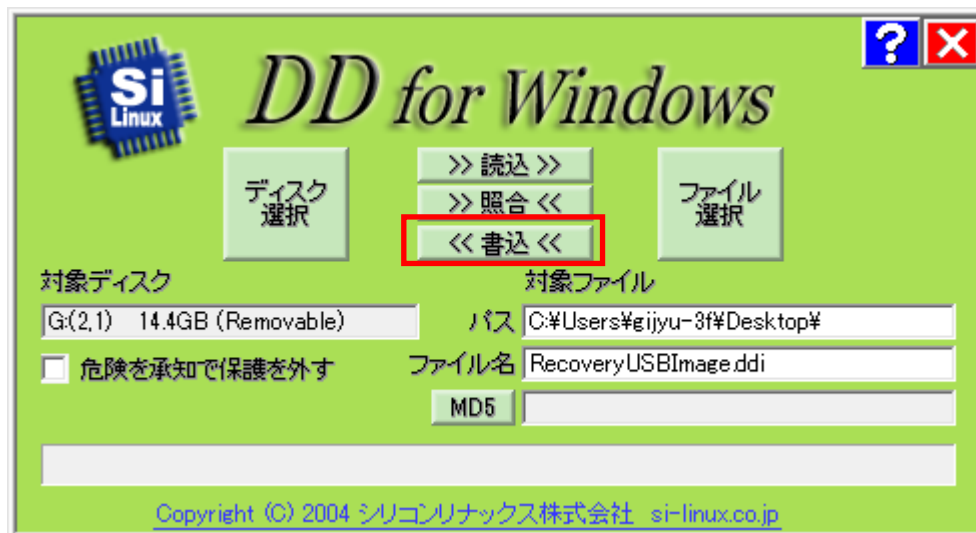 ?
Si
Linux
DD for Windows
ディスク
選択
>> 読込 >>
>> 照合 <<
<< 書込 <<
ファイル
選択
対象ディスク
対象ファイル
G:(2,1) 14.4GB (Removable)
パス
C:¥Users¥gijyu-3f¥Desktop¥
危険を承知で保護を外す
ファイル名
RecoveryUSBImage.ddi
MD5
Copyright (C) 2004 シリコンリナックス株式会社 si-linux.co.jp